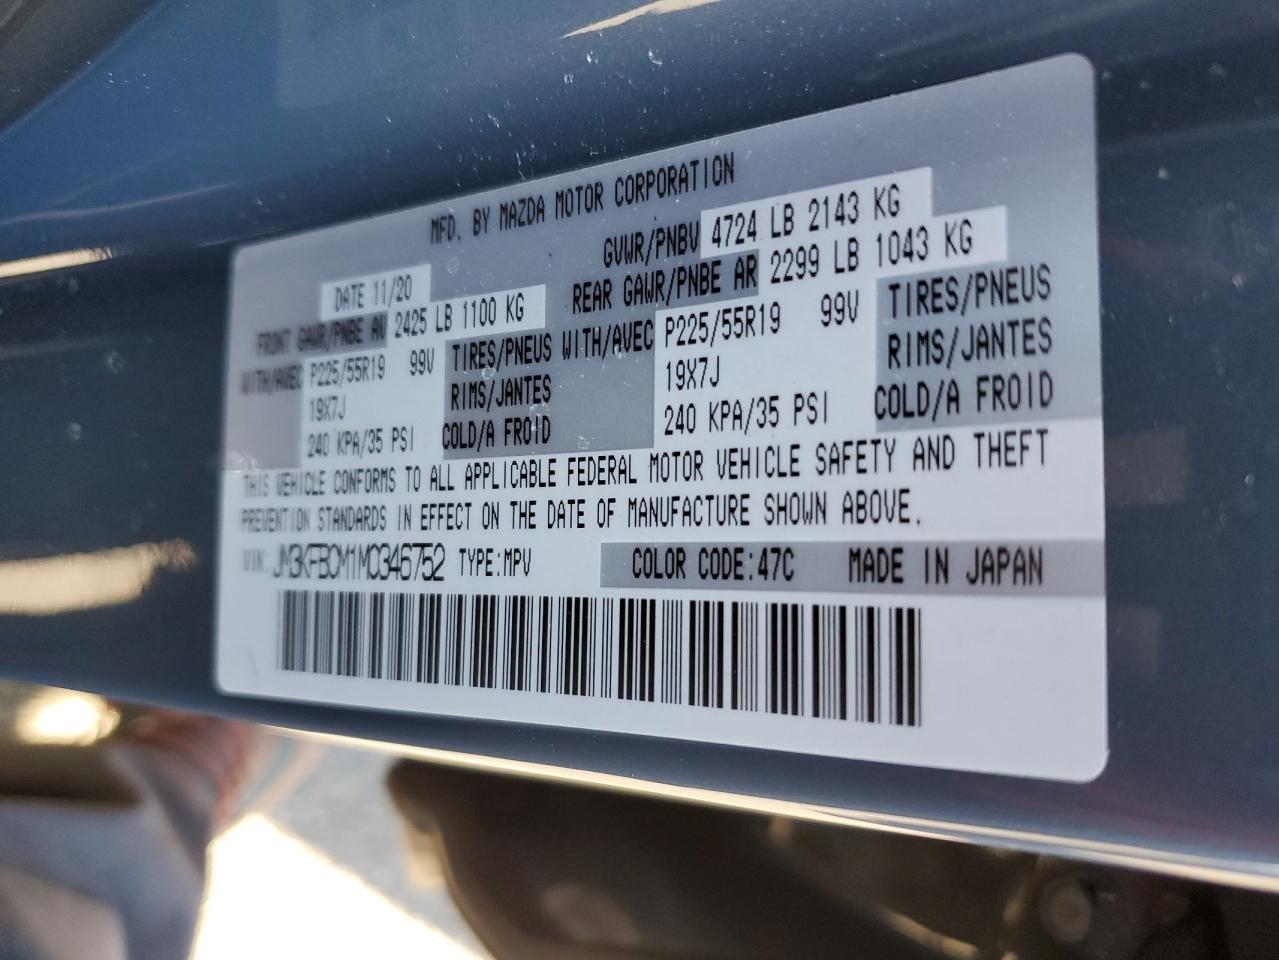 MFD. BY MAZDA MOTOR CORPORATION
DATE 11/20
GVWR/PNBV 4724 LB 2143 KG
FRONT GAWR/PNBE AV 2425 LB 1100 KG
REAR GAWR/PNBE AR 2299 LB 1043 KG
WITH/AVEC P225/55R19 99V TIRES/PNEUS
19X7J RIMS/JANTES
240 KPA/35 PSI COLD/A FROID
WITH/AVEC P225/55R19 99V TIRES/PNEUS
19X7J RIMS/JANTES
240 KPA/35 PSI COLD/A FROID
THIS VEHICLE CONFORMS TO ALL APPLICABLE FEDERAL MOTOR VEHICLE SAFETY AND THEFT
PREVENTION STANDARDS IN EFFECT ON THE DATE OF MANUFACTURE SHOWN ABOVE.
VIN: JM3KFBCM1M0346752 TYPE:MPV COLOR CODE:47C MADE IN JAPAN